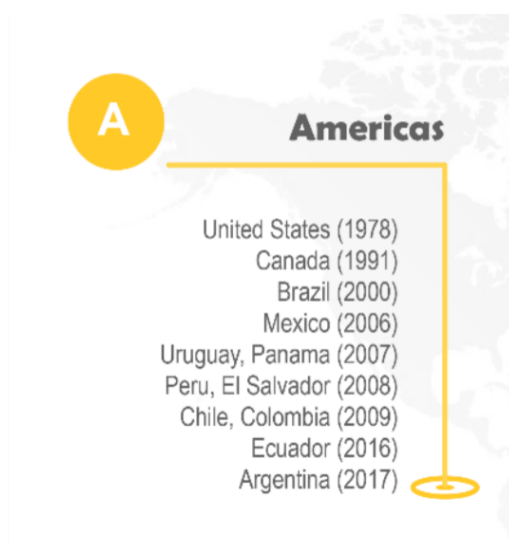 A
Americas
United States (1978)
Canada (1991)
Brazil (2000)
Mexico (2006)
Uruguay, Panama (2007)
Peru, El Salvador (2008)
Chile, Colombia (2009)
Ecuador (2016)
Argentina (2017)